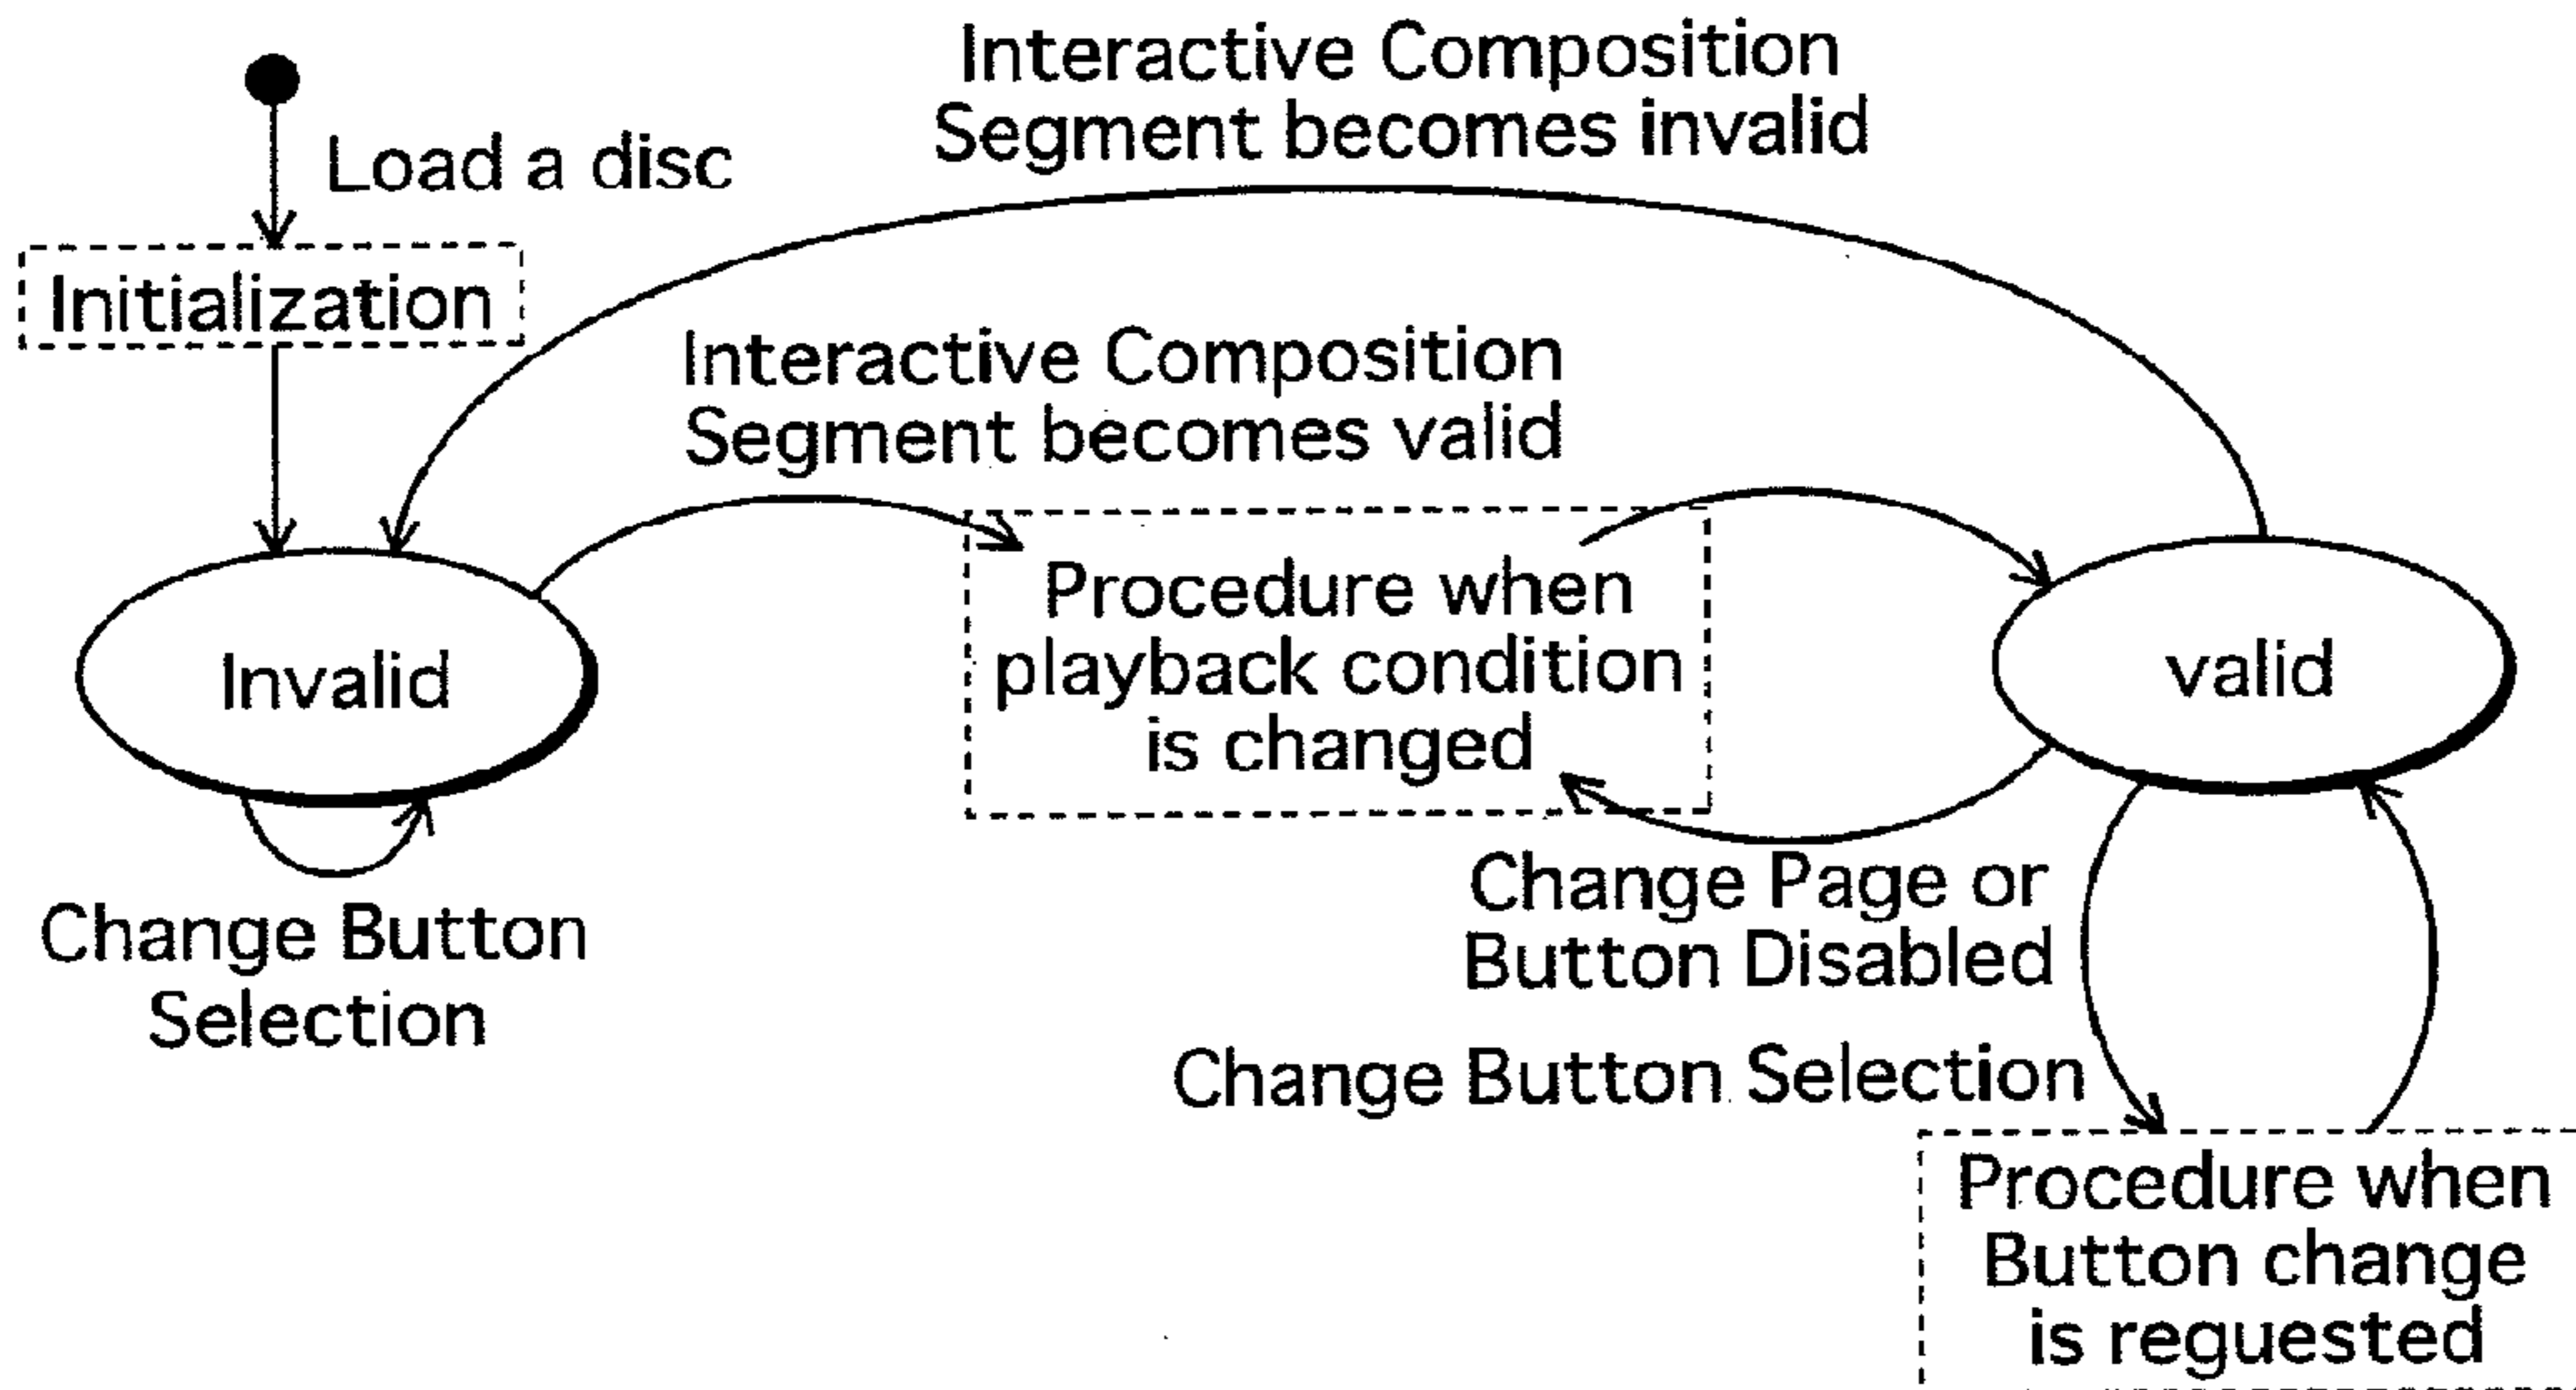 Load a disc
Initialization
Interactive Composition
Segment becomes invalid
Interactive Composition
Segment becomes valid
Invalid
Procedure when
playback condition
is changed
valid
Change Button
Selection
Change Page or
Button Disabled
Change Button Selection
Procedure when
Button change
is reguested